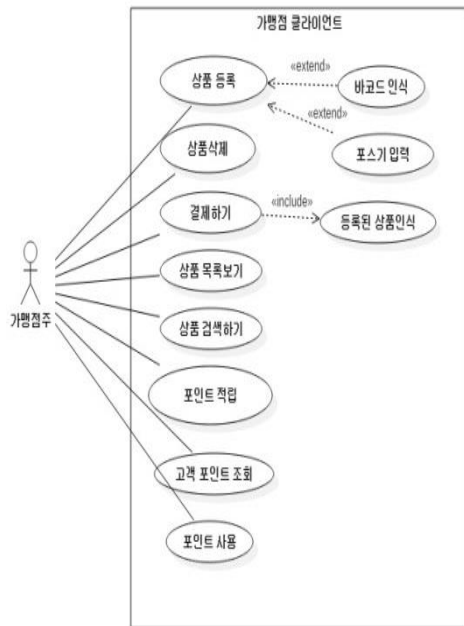 가맹점 클라이언트
상품 등록
«extend»
바코드 인식
«extend»
포스기 입력
상품삭제
결제하기
«include»
등록된 상품인식
상품 목록보기
가맹점주
상품 검색하기
포인트 적립
고객 포인트 조회
포인트 사용